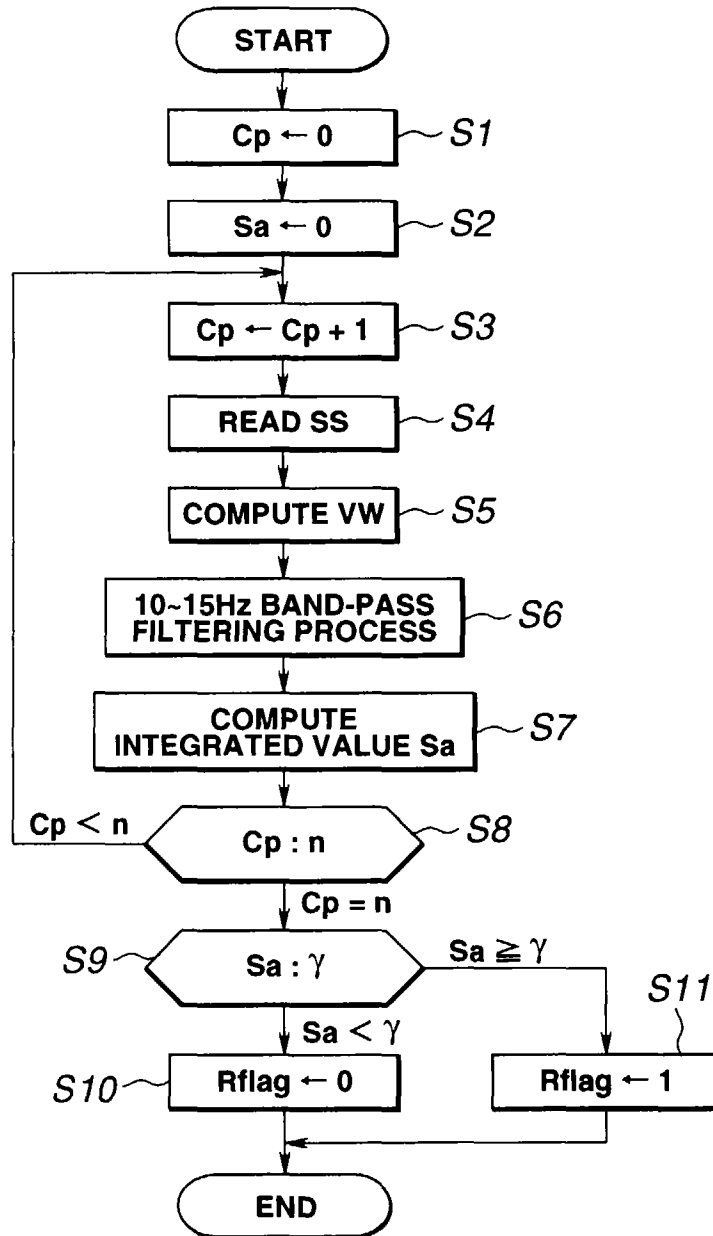 START
Cp ← 0
S1
Sa ← 0
S2
Cp ← Cp + 1
S3
READ SS
S4
COMPUTE VW
S5
10~15Hz BAND-PASS
FILTERING PROCESS
S6
COMPUTE
INTEGRATED VALUE Sa
S7
Cp < n
Cp : n
S8
Cp = n
S9
Sa : γ
Sa ≧ γ
S11
Sa < γ
S10
Rflag ← 0
Rflag ← 1
END